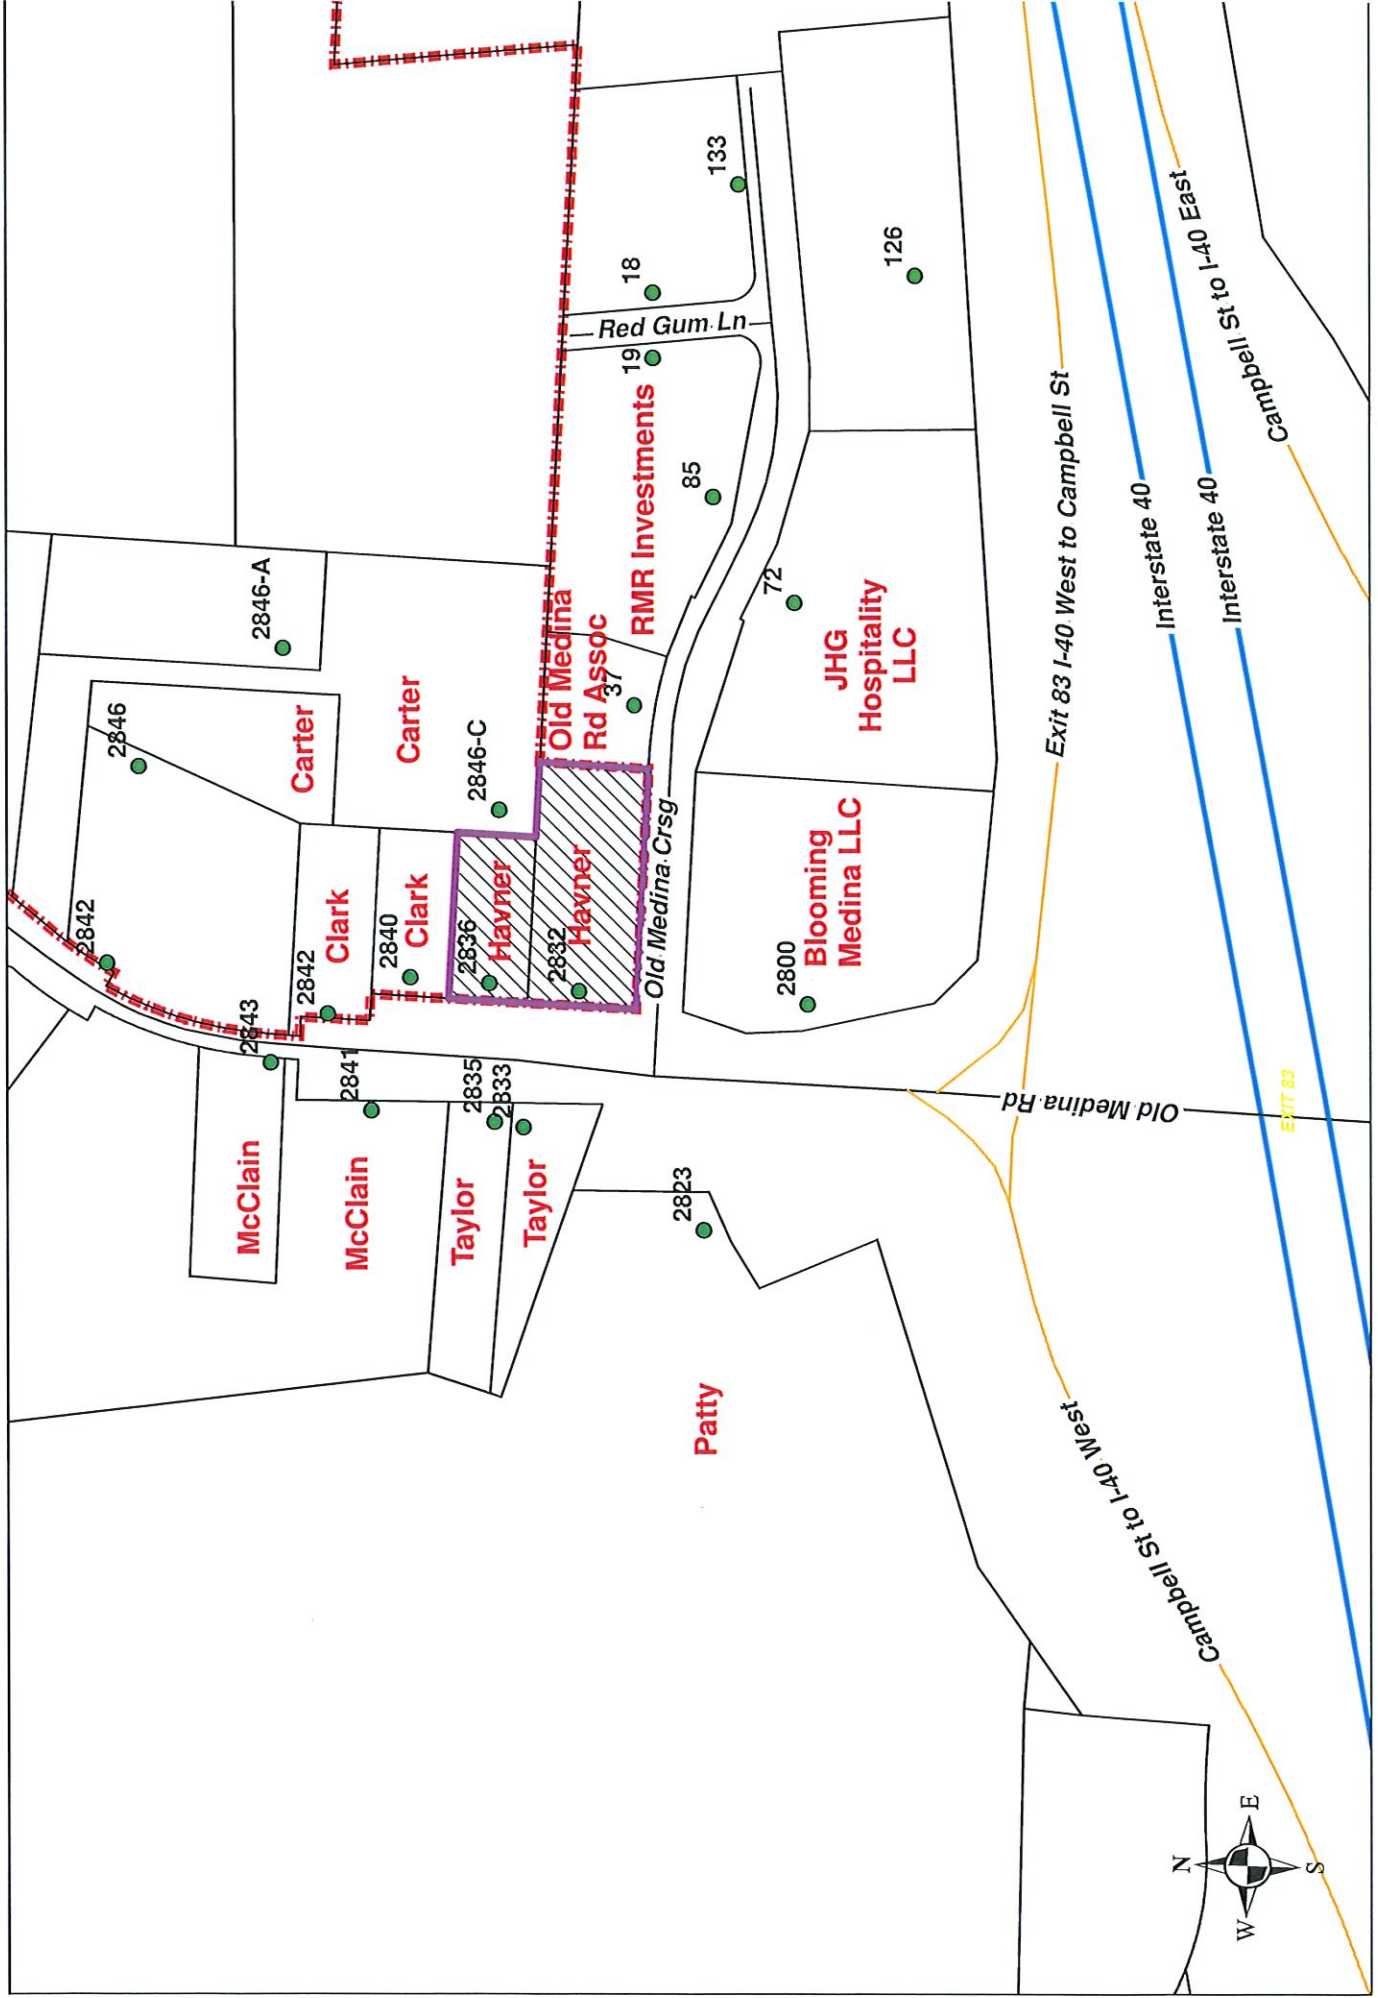 2842
2846
2846-A
Carter
Carter
2846-C
2843
2842
Clark
2840
Clark
2836
Havner
2832
Havner
McClain
2841
McClain
2835
Taylor
2833
Taylor
2823
Patty
Old Medina
Rd Assoc
37
RMR Investments
85
19
Red Gum Ln
18
133
126
72
JHG
Hospitality
LLC
Old Medina Crsg
2800
Blooming
Medina LLC
Old Medina Rd
Exit 83 I-40 West to Campbell St
Interstate 40
Interstate 40
Campbell St to I-40 East
Campbell St to I-40 West
EXIT 83
N
W
E
S